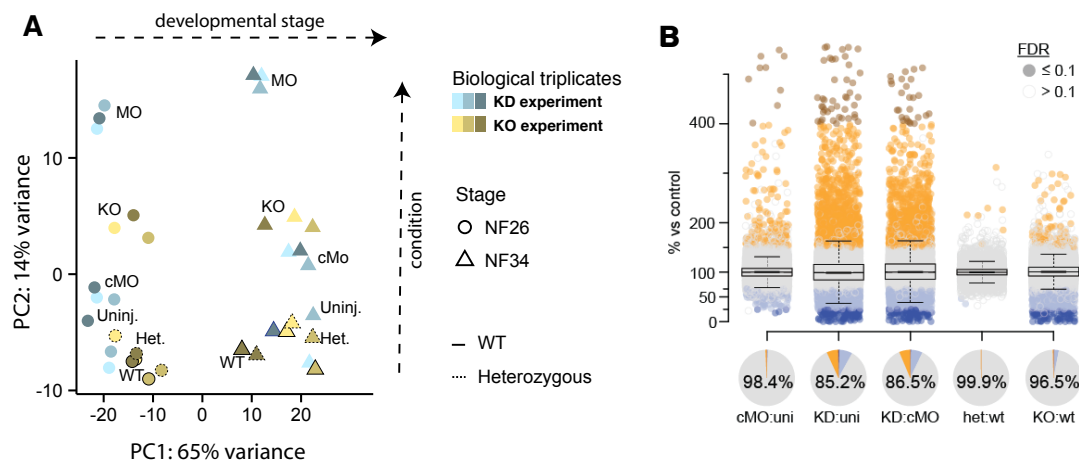 A
developmental stage
MO
MO
KO
KO
cMO
cMo
Uninj.
Uninj.
Het.
Het.
WT
WT
10
0
-10
-20
-10
0
10
20
PC2: 14% variance
PC1: 65% variance
condition
Biological triplicates
KD experiment
KO experiment
Stage
NF26
NF34
WT
Heterozygous
B
FDR
≤ 0.1
> 0.1
% vs control
400
200
100
50
0
98.4%
85.2%
86.5%
99.9%
96.5%
cMO:uni
KD:uni
KD:cMO
het:wt
KO:wt